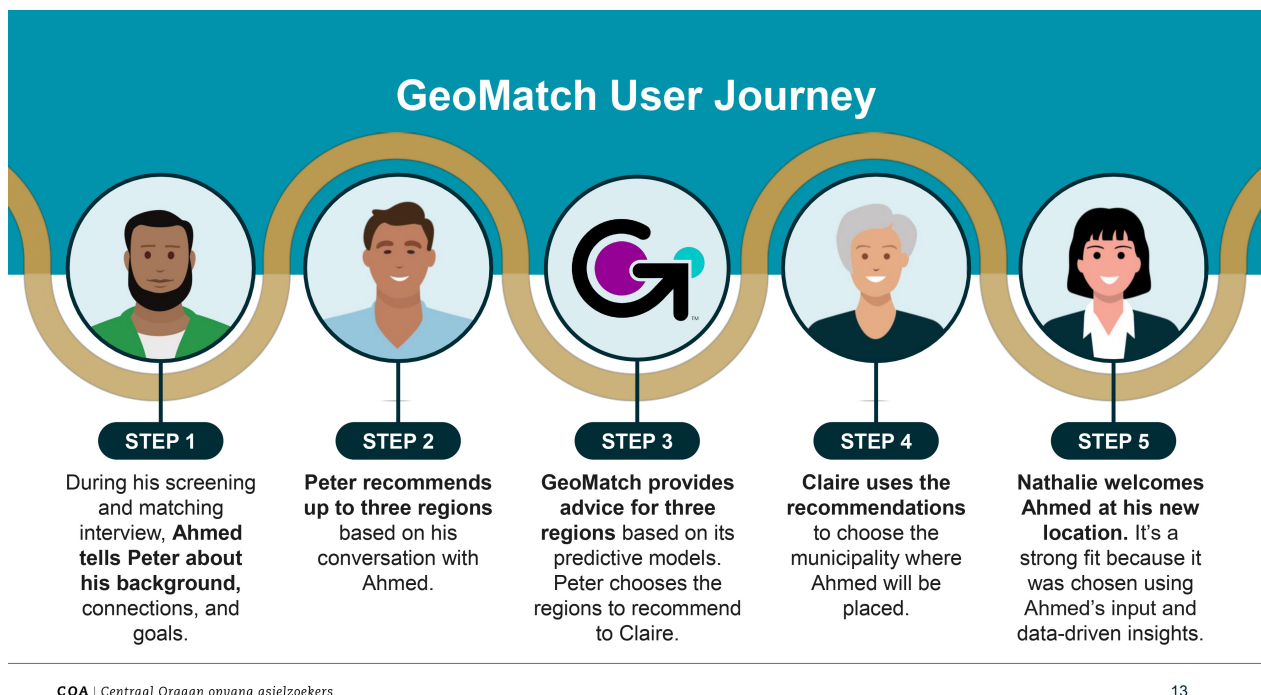 GeoMatch User Journey
™
STEP 1
During his screening
and matching
interview, Ahmed
tells Peter about
his background,
connections, and
goals.
STEP 2
Peter recommends
up to three regions
based on his
conversation with
Ahmed.
STEP 3
GeoMatch provides
advice for three
regions based on its
predictive models.
Peter chooses the
regions to recommend
to Claire.
STEP 4
Claire uses the
recommendations
to choose the
municipality where
Ahmed will be
placed.
STEP 5
Nathalie welcomes
Ahmed at his new
location. It's a
strong fit because it
was chosen using
Ahmed's input and
data-driven insights.
COA | Centraal Orgaan opvang asielzoekers
13